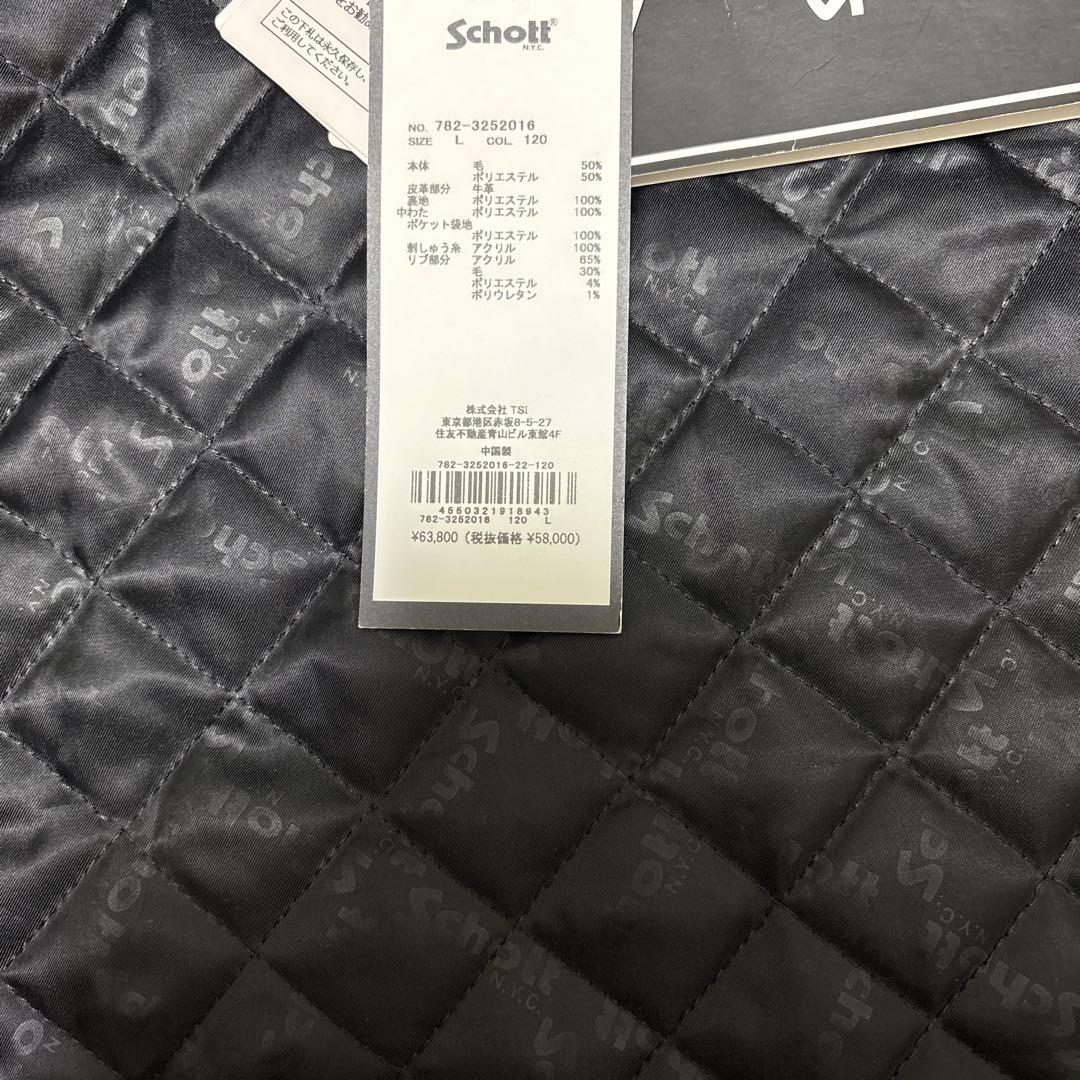 をお勧め
この下札は永久保存し、
ご利用してください。
Schott®
N.Y.C.
NO. 782-3252016
SIZE L COL. 120
本体 毛 50%
ポリエステル 50%
皮革部分 牛革
裏地 ポリエステル 100%
中わた ポリエステル 100%
ポケット袋地
ポリエステル 100%
刺しゅう糸 アクリル 100%
リブ部分 アクリル 65%
毛 30%
ポリエステル 4%
ポリウレタン 1%
株式会社 TSI
東京都港区赤坂8-5-27
住友不動産青山ビル東館4F
中国製
782-3252016-22-120
4550321918943
782-3252016 120 L
¥63,800 (税抜価格 ¥58,000)
Schott
N.Y.C.